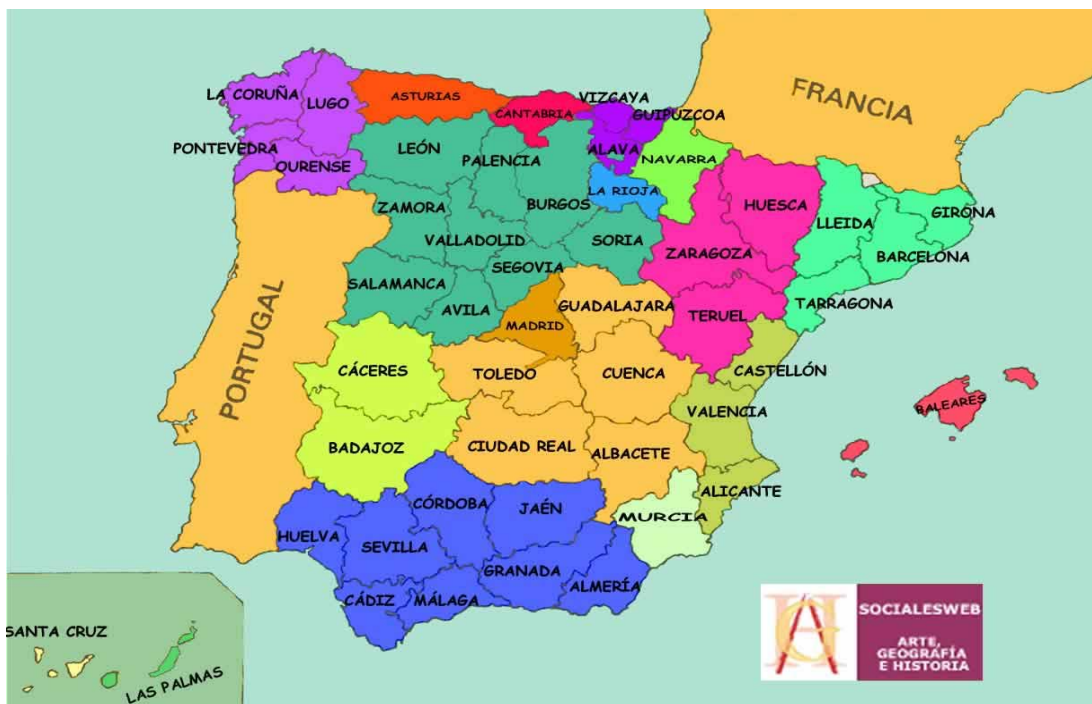 FRANCIA
VIZCAYA
LA CORUÑA
ASTURIAS
LUGO
CANTABRIA
GUIPUZCOA
PONTEVEDRA
LEÓN
PALENCIA
ALAVA
NAVARRA
OURENSE
LA RIOJA
ZAMORA
BURGOS
HUESCA
GIRONA
LLEIDA
VALLADOLID
SORIA
ZARAGOZA
BARCELONA
SEGOVIA
SALAMANCA
GUADALAJARA
TARRAGONA
AVILA
MADRID
TERUEL
PORTUGAL
CÁCERES
TOLEDO
CUENCA
CASTELLÓN
BALEARES
VALENCIA
BADAJOZ
CIUDAD REAL
ALBACETE
ALICANTE
CÓRDOBA
JAÉN
MURCIA
HUELVA
SEVILLA
GRANADA
ALMERÍA
CÁDIZ
MÁLAGA
SANTA CRUZ
LAS PALMAS
SOCIALESWEB
ARTE,
GEOGRAFÍA
E HISTORIA